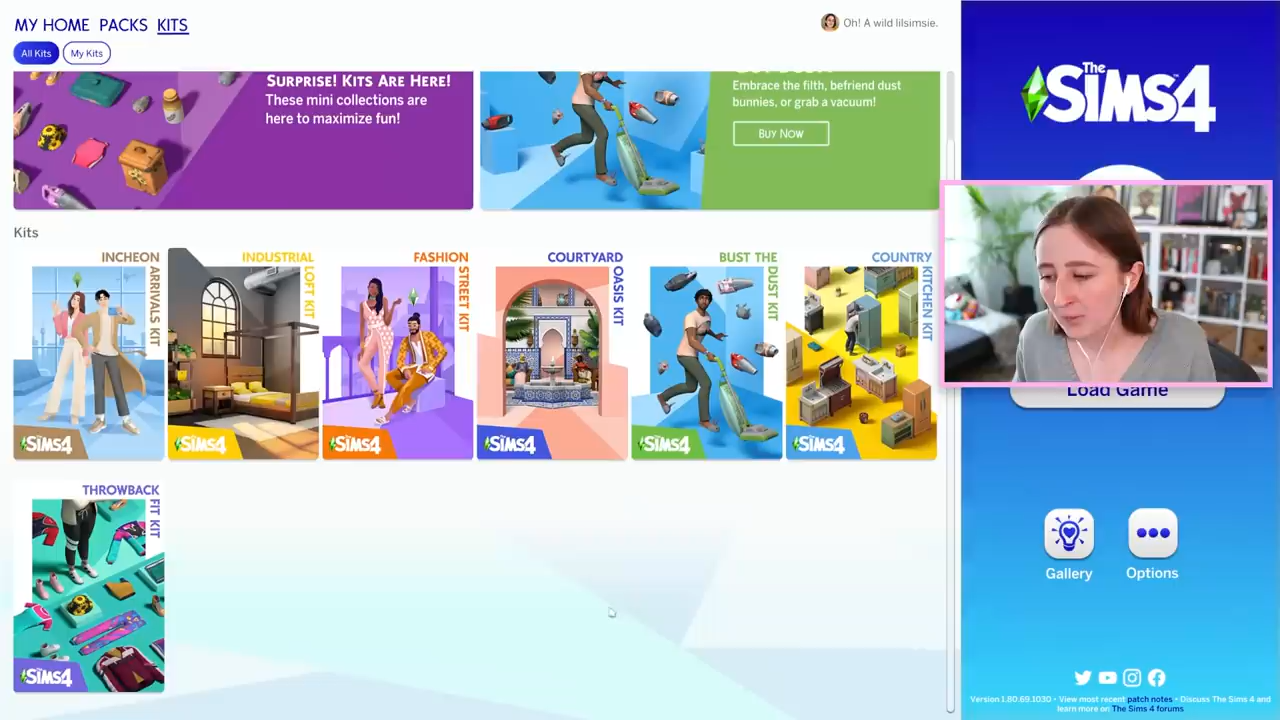 MY HOME PACKS KITS
Oh! A wild lilsimsie.
All Kits
My Kits
SURPRISE! KITS ARE HERE!
These mini collections are
here to maximize fun!
Embrace the filth, befriend dust
bunnies, or grab a vacuum!
BUY NOW
The SIMS 4
Kits
INCHEON
ARRIVALS KIT
The SIMS 4
INDUSTRIAL
LOFT KIT
The SIMS 4
FASHION
STREET KIT
The SIMS 4
COURTYARD
OASIS KIT
The SIMS 4
BUST THE
DUST KIT
The SIMS 4
COUNTRY
KITCHEN KIT
The SIMS 4
THROWBACK
FIT KIT
The SIMS 4
Load Game
Gallery
Options
Version 1.80.69.1030 • View most recent patch notes • Discuss The Sims 4 and
learn more on The Sims 4 forums